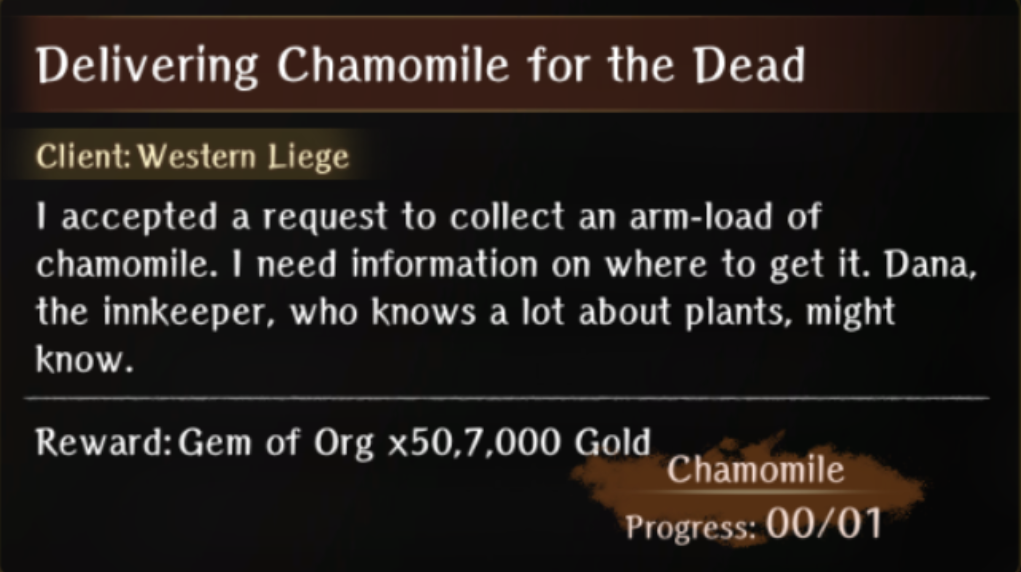 Delivering Chamomile for the Dead
Client: Western Liege
I accepted a request to collect an arm-load of
chamomile. I need information on where to get it. Dana,
the innkeeper, who knows a lot about plants, might
know.
Reward: Gem of Org x50,7,000 Gold
Chamomile
Progress: 00/01